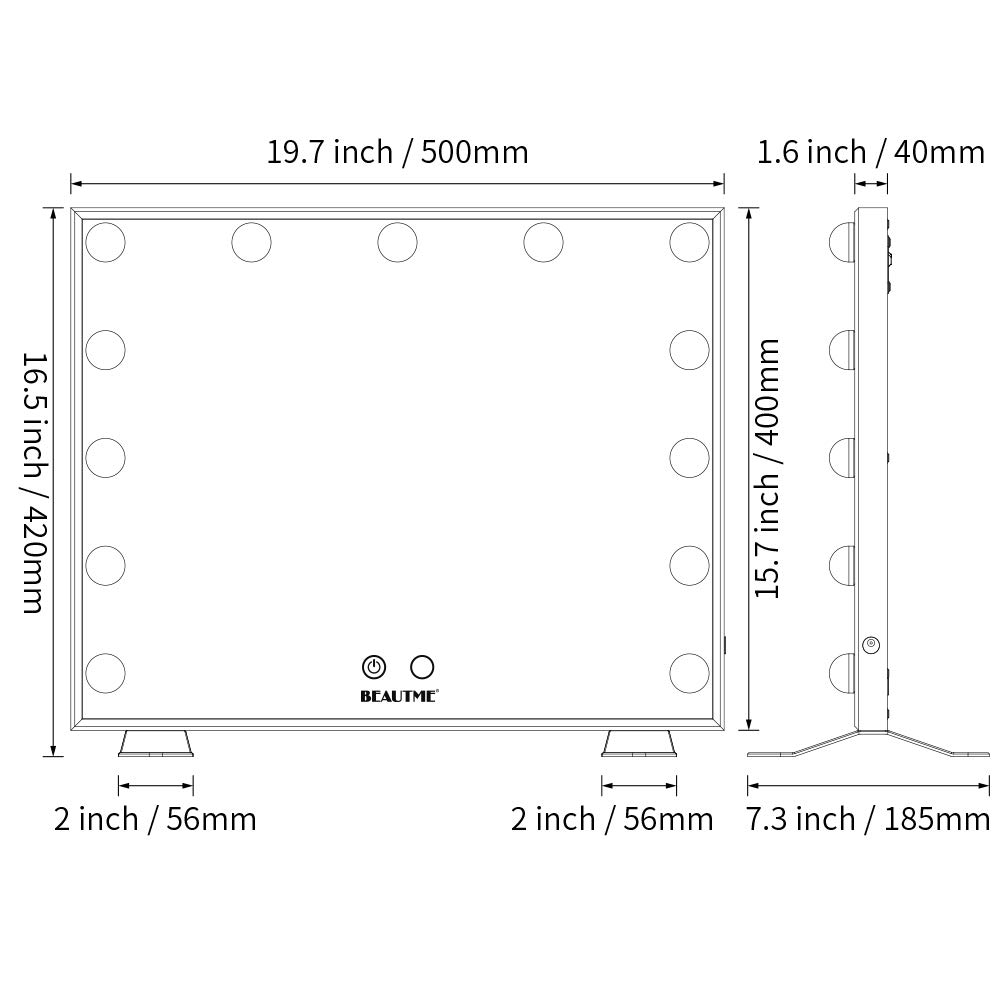 19.7 inch / 500mm
1.6 inch / 40mm
16.5 inch / 420mm
15.7 inch / 400mm
BEAUTME®
2 inch / 56mm
2 inch / 56mm
7.3 inch / 185mm